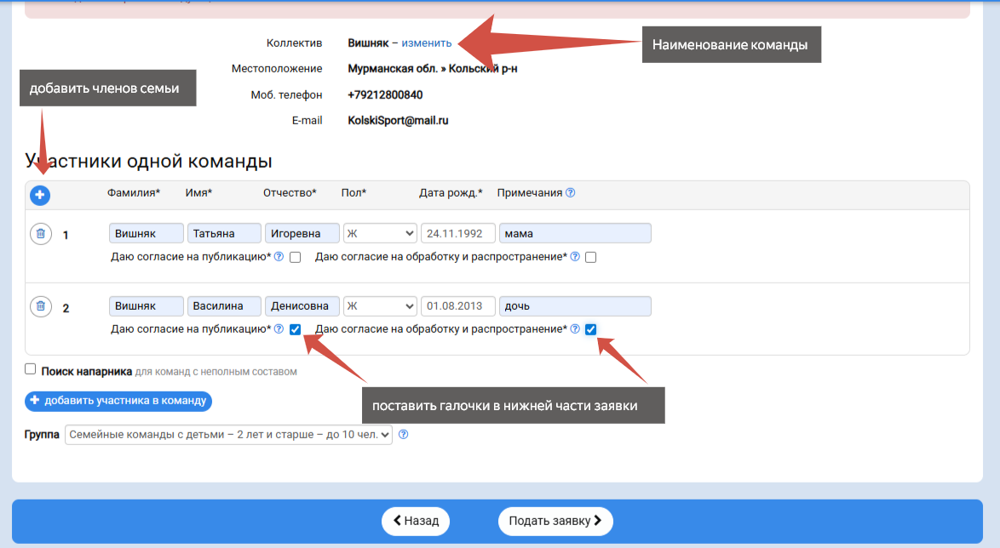 Коллектив Вишняк – изменить
Наименование команды
Местоположение Мурманская обл. » Кольский р-н
добавить членов семьи
Моб. телефон +79212800840
E-mail KolskiSport@mail.ru
Участники одной команды
Фамилия* Имя* Отчество* Пол* Дата рожд.* Примечания ?
1 Вишняк Татьяна Игоревна Ж 24.11.1992 мама
Даю согласие на публикацию* ? Даю согласие на обработку и распространение* ?
2 Вишняк Василина Денисовна Ж 01.08.2013 дочь
Даю согласие на публикацию* ? Даю согласие на обработку и распространение* ?
Поиск напарника для команд с неполным составом
+ добавить участника в команду
поставить галочки в нижней части заявки
Группа Семейные команды с детьми – 2 лет и старше – до 10 чел. ?
Назад Подать заявку